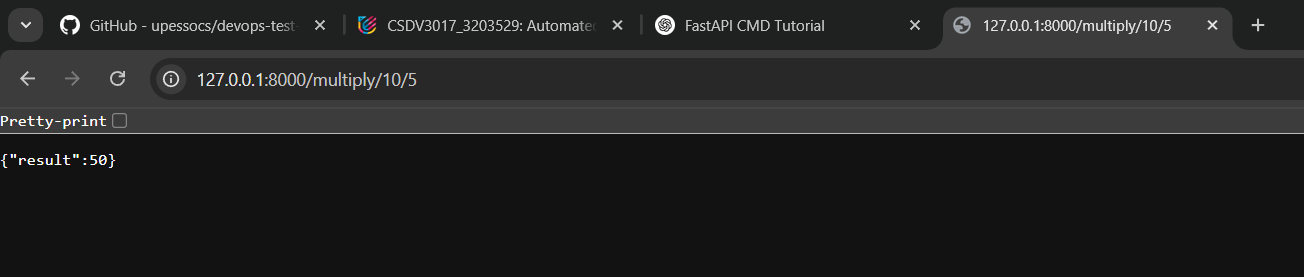 GitHub - upessocs/devops-test-
CSDV3017_3203529: Automated
FastAPI CMD Tutorial
127.0.0.1:8000/multiply/10/5
127.0.0.1:8000/multiply/10/5
Pretty-print
{"result":50}